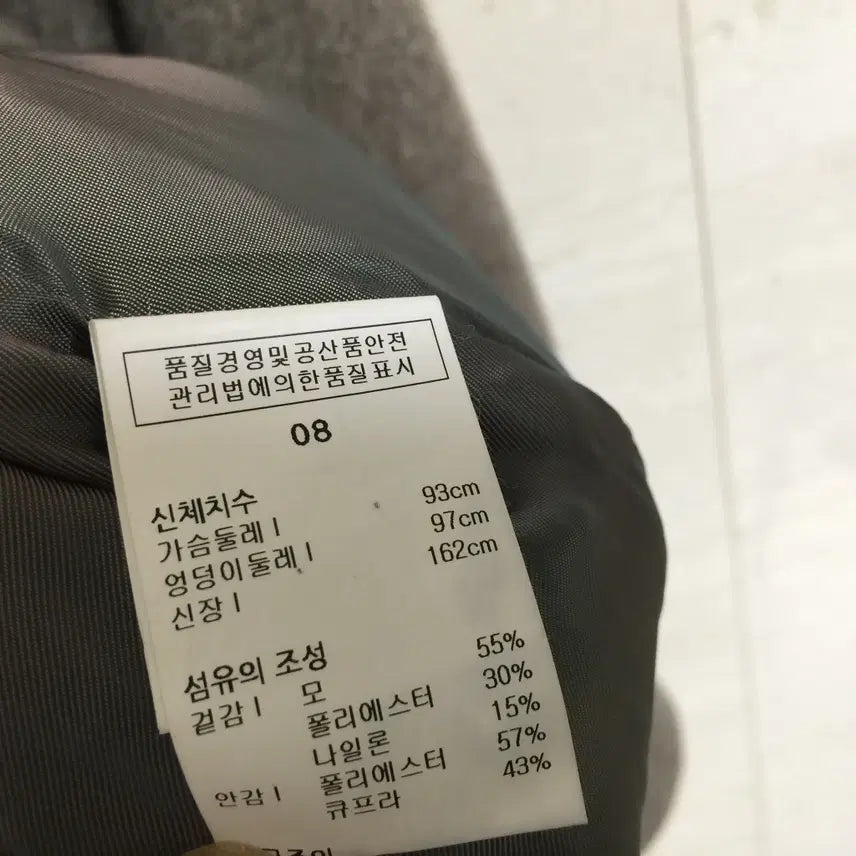 품질경영및공산품안전
관리법에의한품질표시
08
신체치수
가슴둘레 | 93cm
엉덩이둘레 | 97cm
신장 | 162cm
섬유의 조성
겉감 | 모 55%
폴리에스터 30%
나일론 15%
안감 | 폴리에스터 57%
큐프라 43%